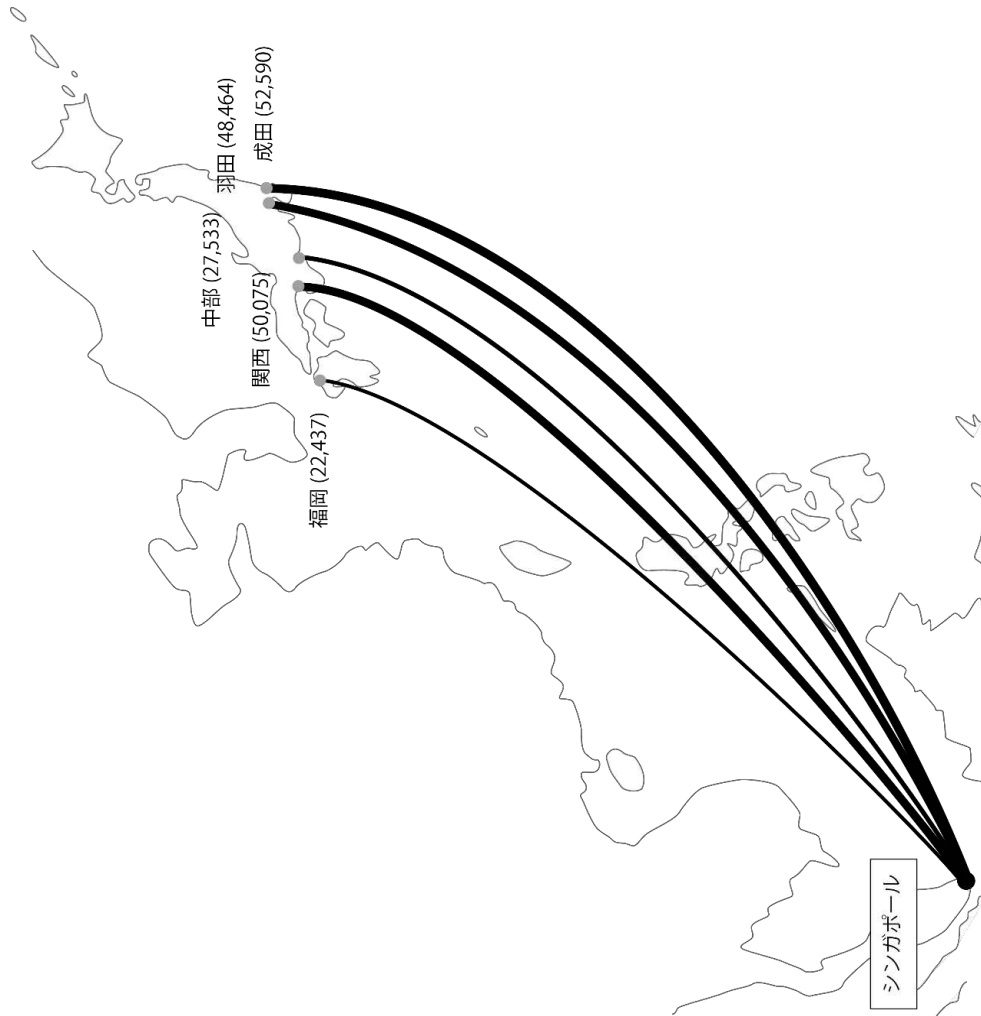 成田 (52,590)
羽田 (48,464)
中部 (27,533)
関西 (50,075)
福岡 (22,437)
シンガポール